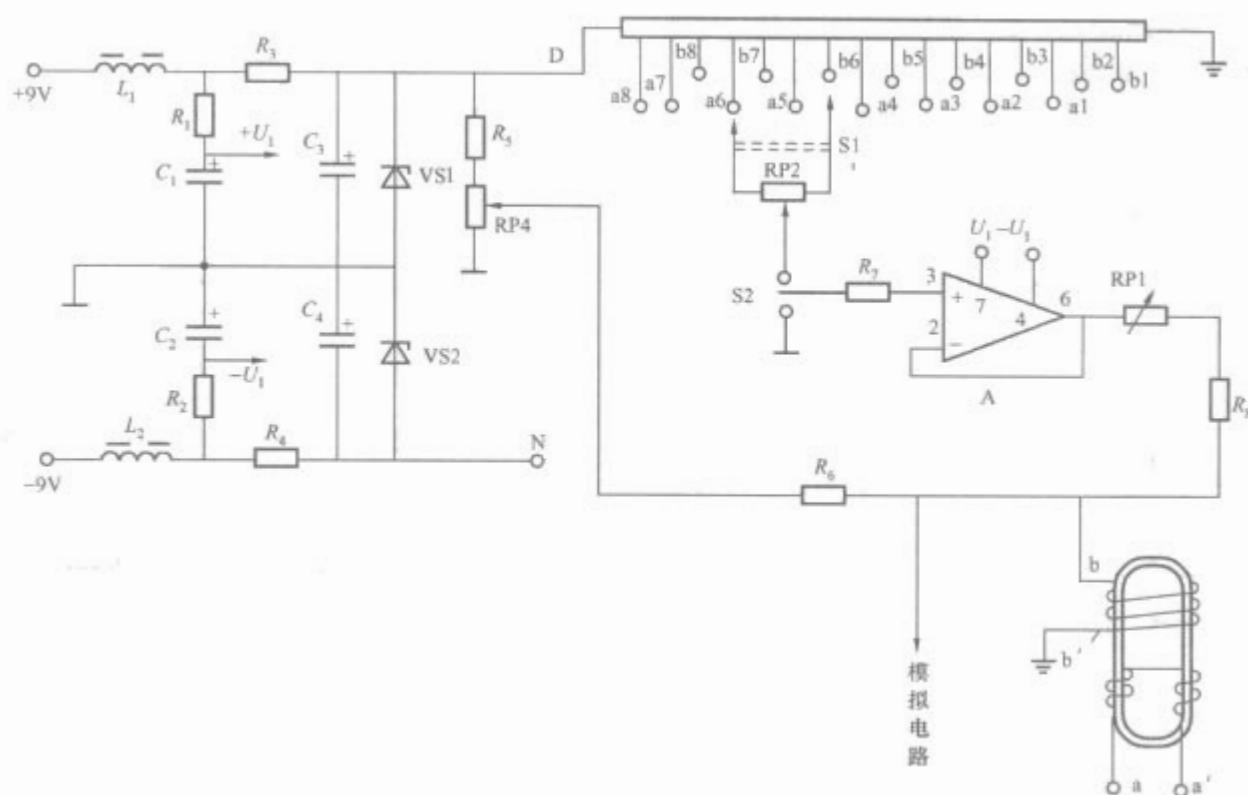 +9V
L1
R3
D
R1
+U1
C1
C3
VS1
R5
RP4
a8
a7
b8
a6
b7
a5
b6
a4
b5
a3
b4
a2
b3
a1
b2
b1
S1
RP2
S2
R7
3
2
7
4
6
U1
-U1
A
RP1
R8
C2
-U1
R2
C4
VS2
L2
-9V
R4
N
R6
模拟电路
b
b'
a
a'